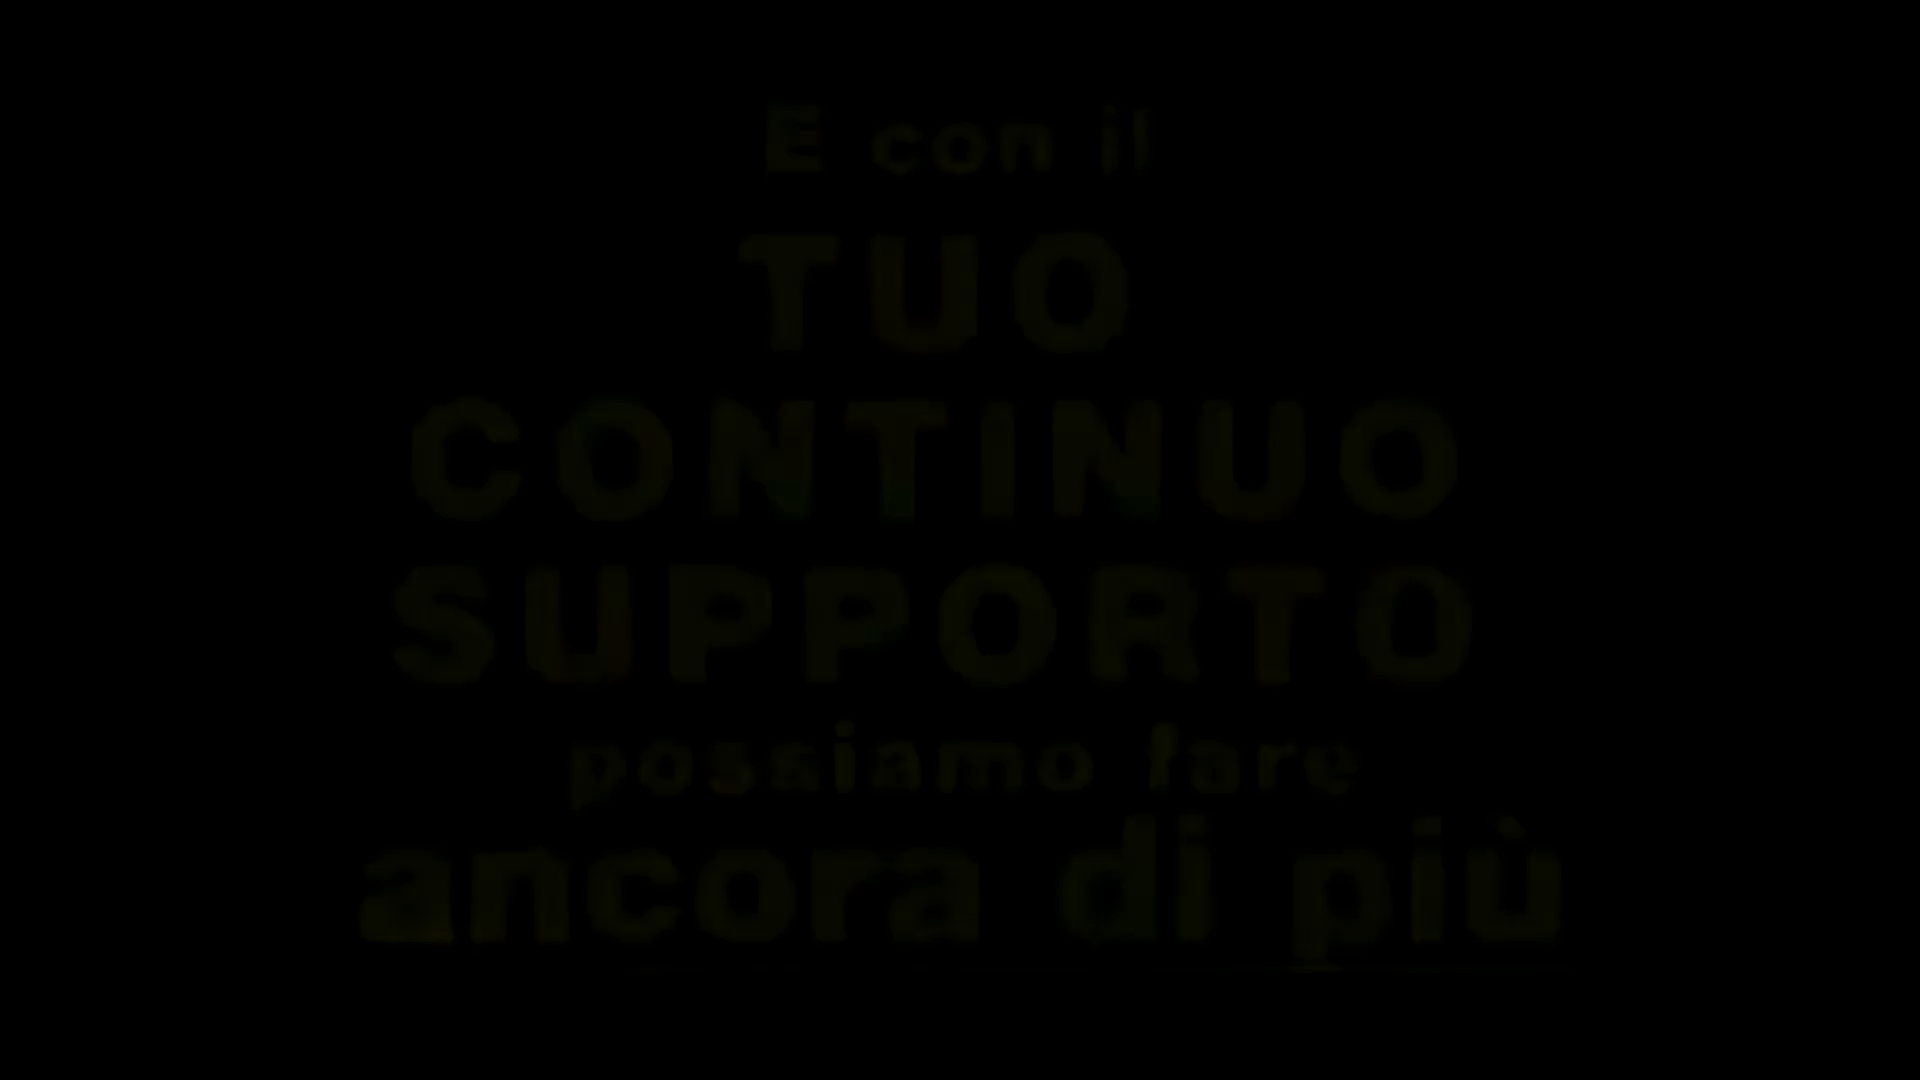 E con il
TUO
CONTINUO
SUPPORTO
possiamo fare
ancora di più